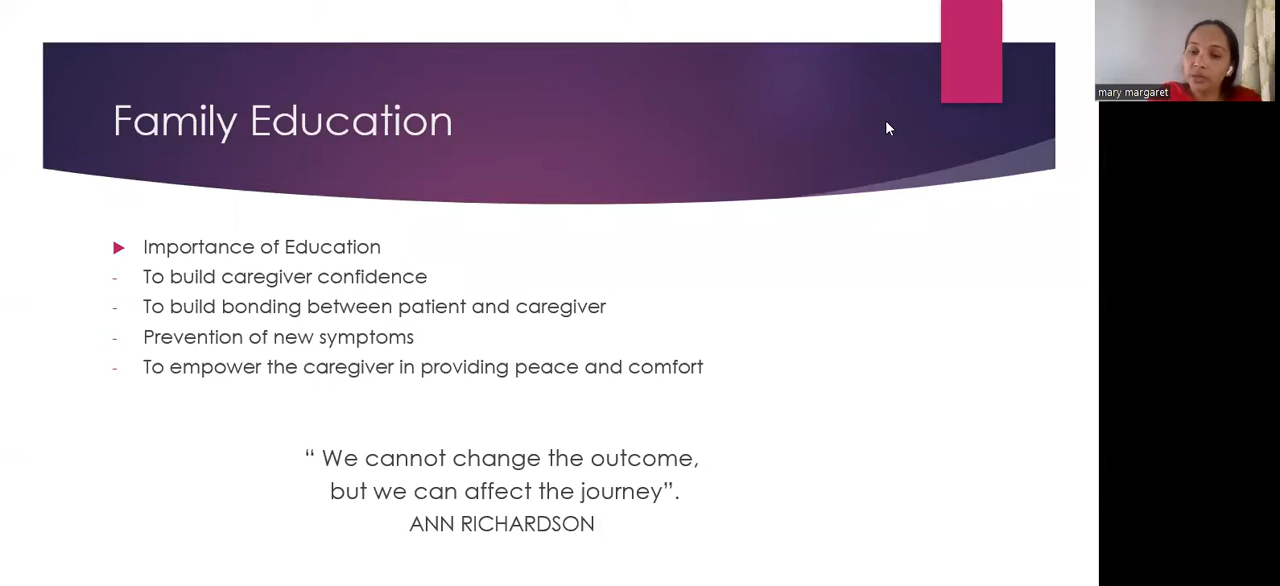 Family Education
mary margaret
Importance of Education
- To build caregiver confidence
- To build bonding between patient and caregiver
- Prevention of new symptoms
- To empower the caregiver in providing peace and comfort
“ We cannot change the outcome,
but we can affect the journey”.
ANN RICHARDSON